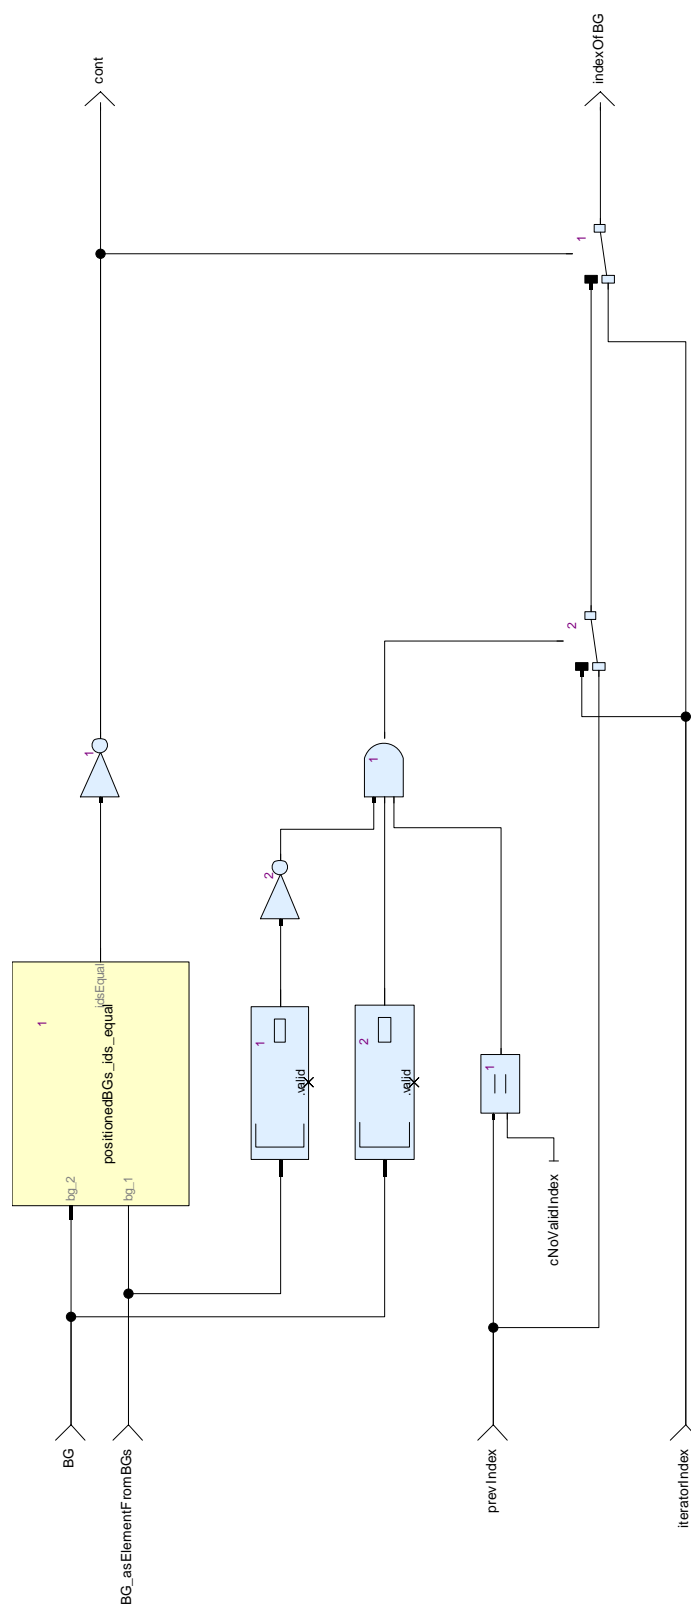 cont
indexOfBG
1
2
1
1
2
idsEqual
positionedBGs_ids_equal
1
bg_2
bg_1
1
.valid
2
.valid
1
=
cNoValidIndex
BG
BG_asElementFromBGs
prevIndex
iteratorIndex